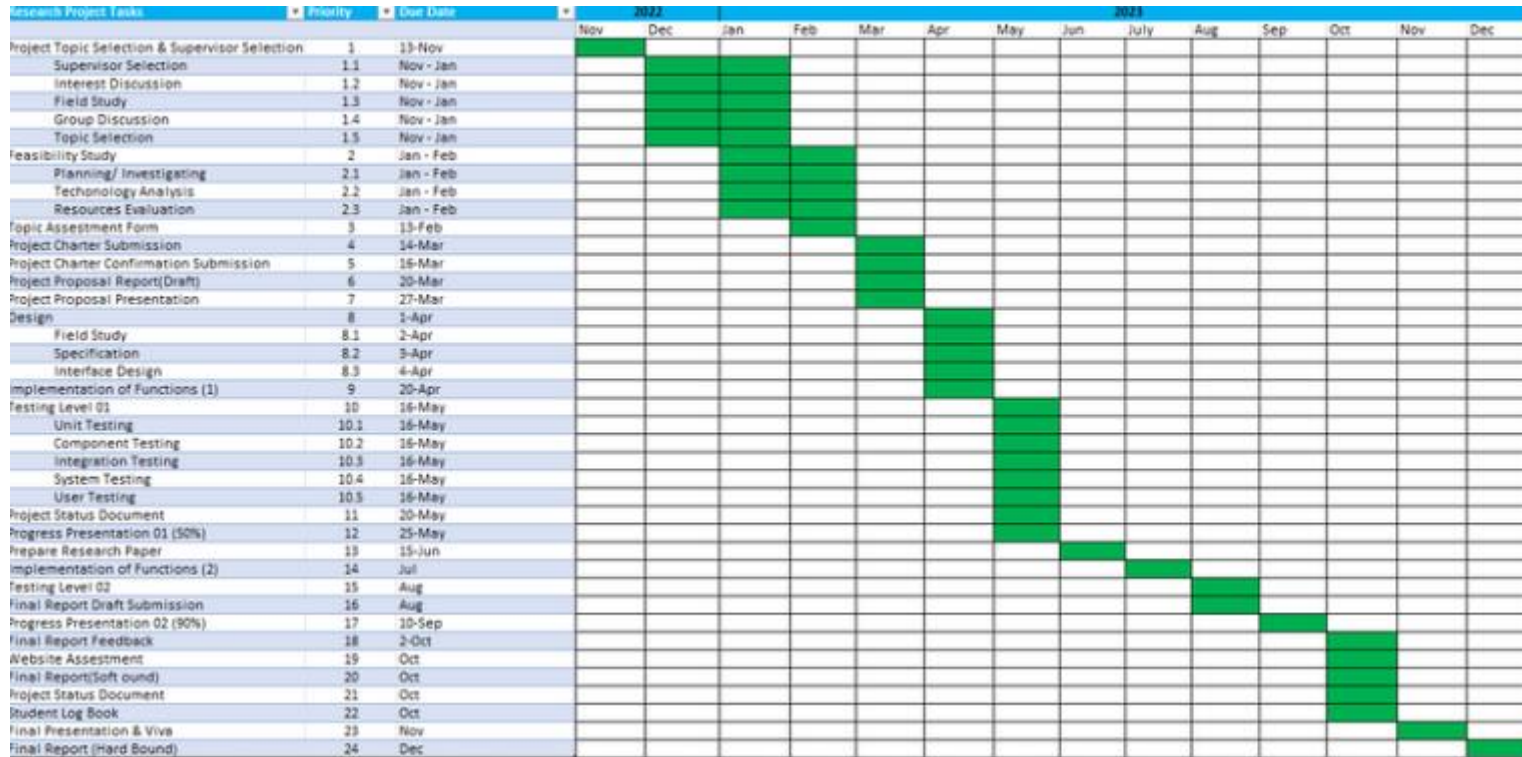 Research Project Tasks Priority Due Date 2022 2023
Nov Dec Jan Feb Mar Apr May Jun July Aug Sep Oct Nov Dec
Project Topic Selection & Supervisor Selection 1 13-Nov
Supervisor Selection 1.1 Nov - Jan
Interest Discussion 1.2 Nov - Jan
Field Study 1.3 Nov - Jan
Group Discussion 1.4 Nov - Jan
Topic Selection 1.5 Nov - Jan
Feasibility Study 2 Jan - Feb
Planning/ Investigating 2.1 Jan - Feb
Techonology Analysis 2.2 Jan - Feb
Resources Evaluation 2.3 Jan - Feb
Topic Assestment Form 3 13-Feb
Project Charter Submission 4 14-Mar
Project Charter Confirmation Submission 5 16-Mar
Project Proposal Report(Draft) 6 20-Mar
Project Proposal Presentation 7 27-Mar
Design 8 1-Apr
Field Study 8.1 2-Apr
Specification 8.2 3-Apr
Interface Design 8.3 4-Apr
Implementation of Functions (1) 9 20-Apr
Testing Level 01 10 16-May
Unit Testing 10.1 16-May
Component Testing 10.2 16-May
Integration Testing 10.3 16-May
System Testing 10.4 16-May
User Testing 10.5 16-May
Project Status Document 11 20-May
Progress Presentation 01 (50%) 12 25-May
Prepare Research Paper 13 15-Jun
Implementation of Functions (2) 14 Jul
Testing Level 02 15 Aug
Final Report Draft Submission 16 Aug
Progress Presentation 02 (90%) 17 10-Sep
Final Report Feedback 18 2-Oct
Website Assestment 19 Oct
Final Report(Soft ound) 20 Oct
Project Status Document 21 Oct
Student Log Book 22 Oct
Final Presentation & Viva 23 Nov
Final Report (Hard Bound) 24 Dec